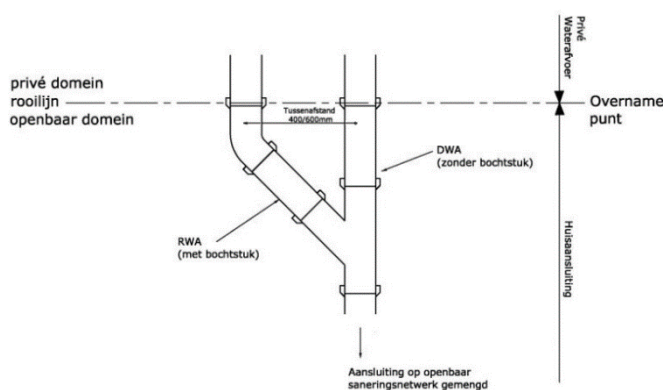 privé domein
rooilijn
openbaar domein
Tussenafstand
400/600mm
DWA
(zonder bochtstuk)
RWA
(met bochtstuk)
Aansluiting op openbaar
saneringsnetwerk gemengd
Privé
Waterafvoer
Overname
punt
Huisaansluiting